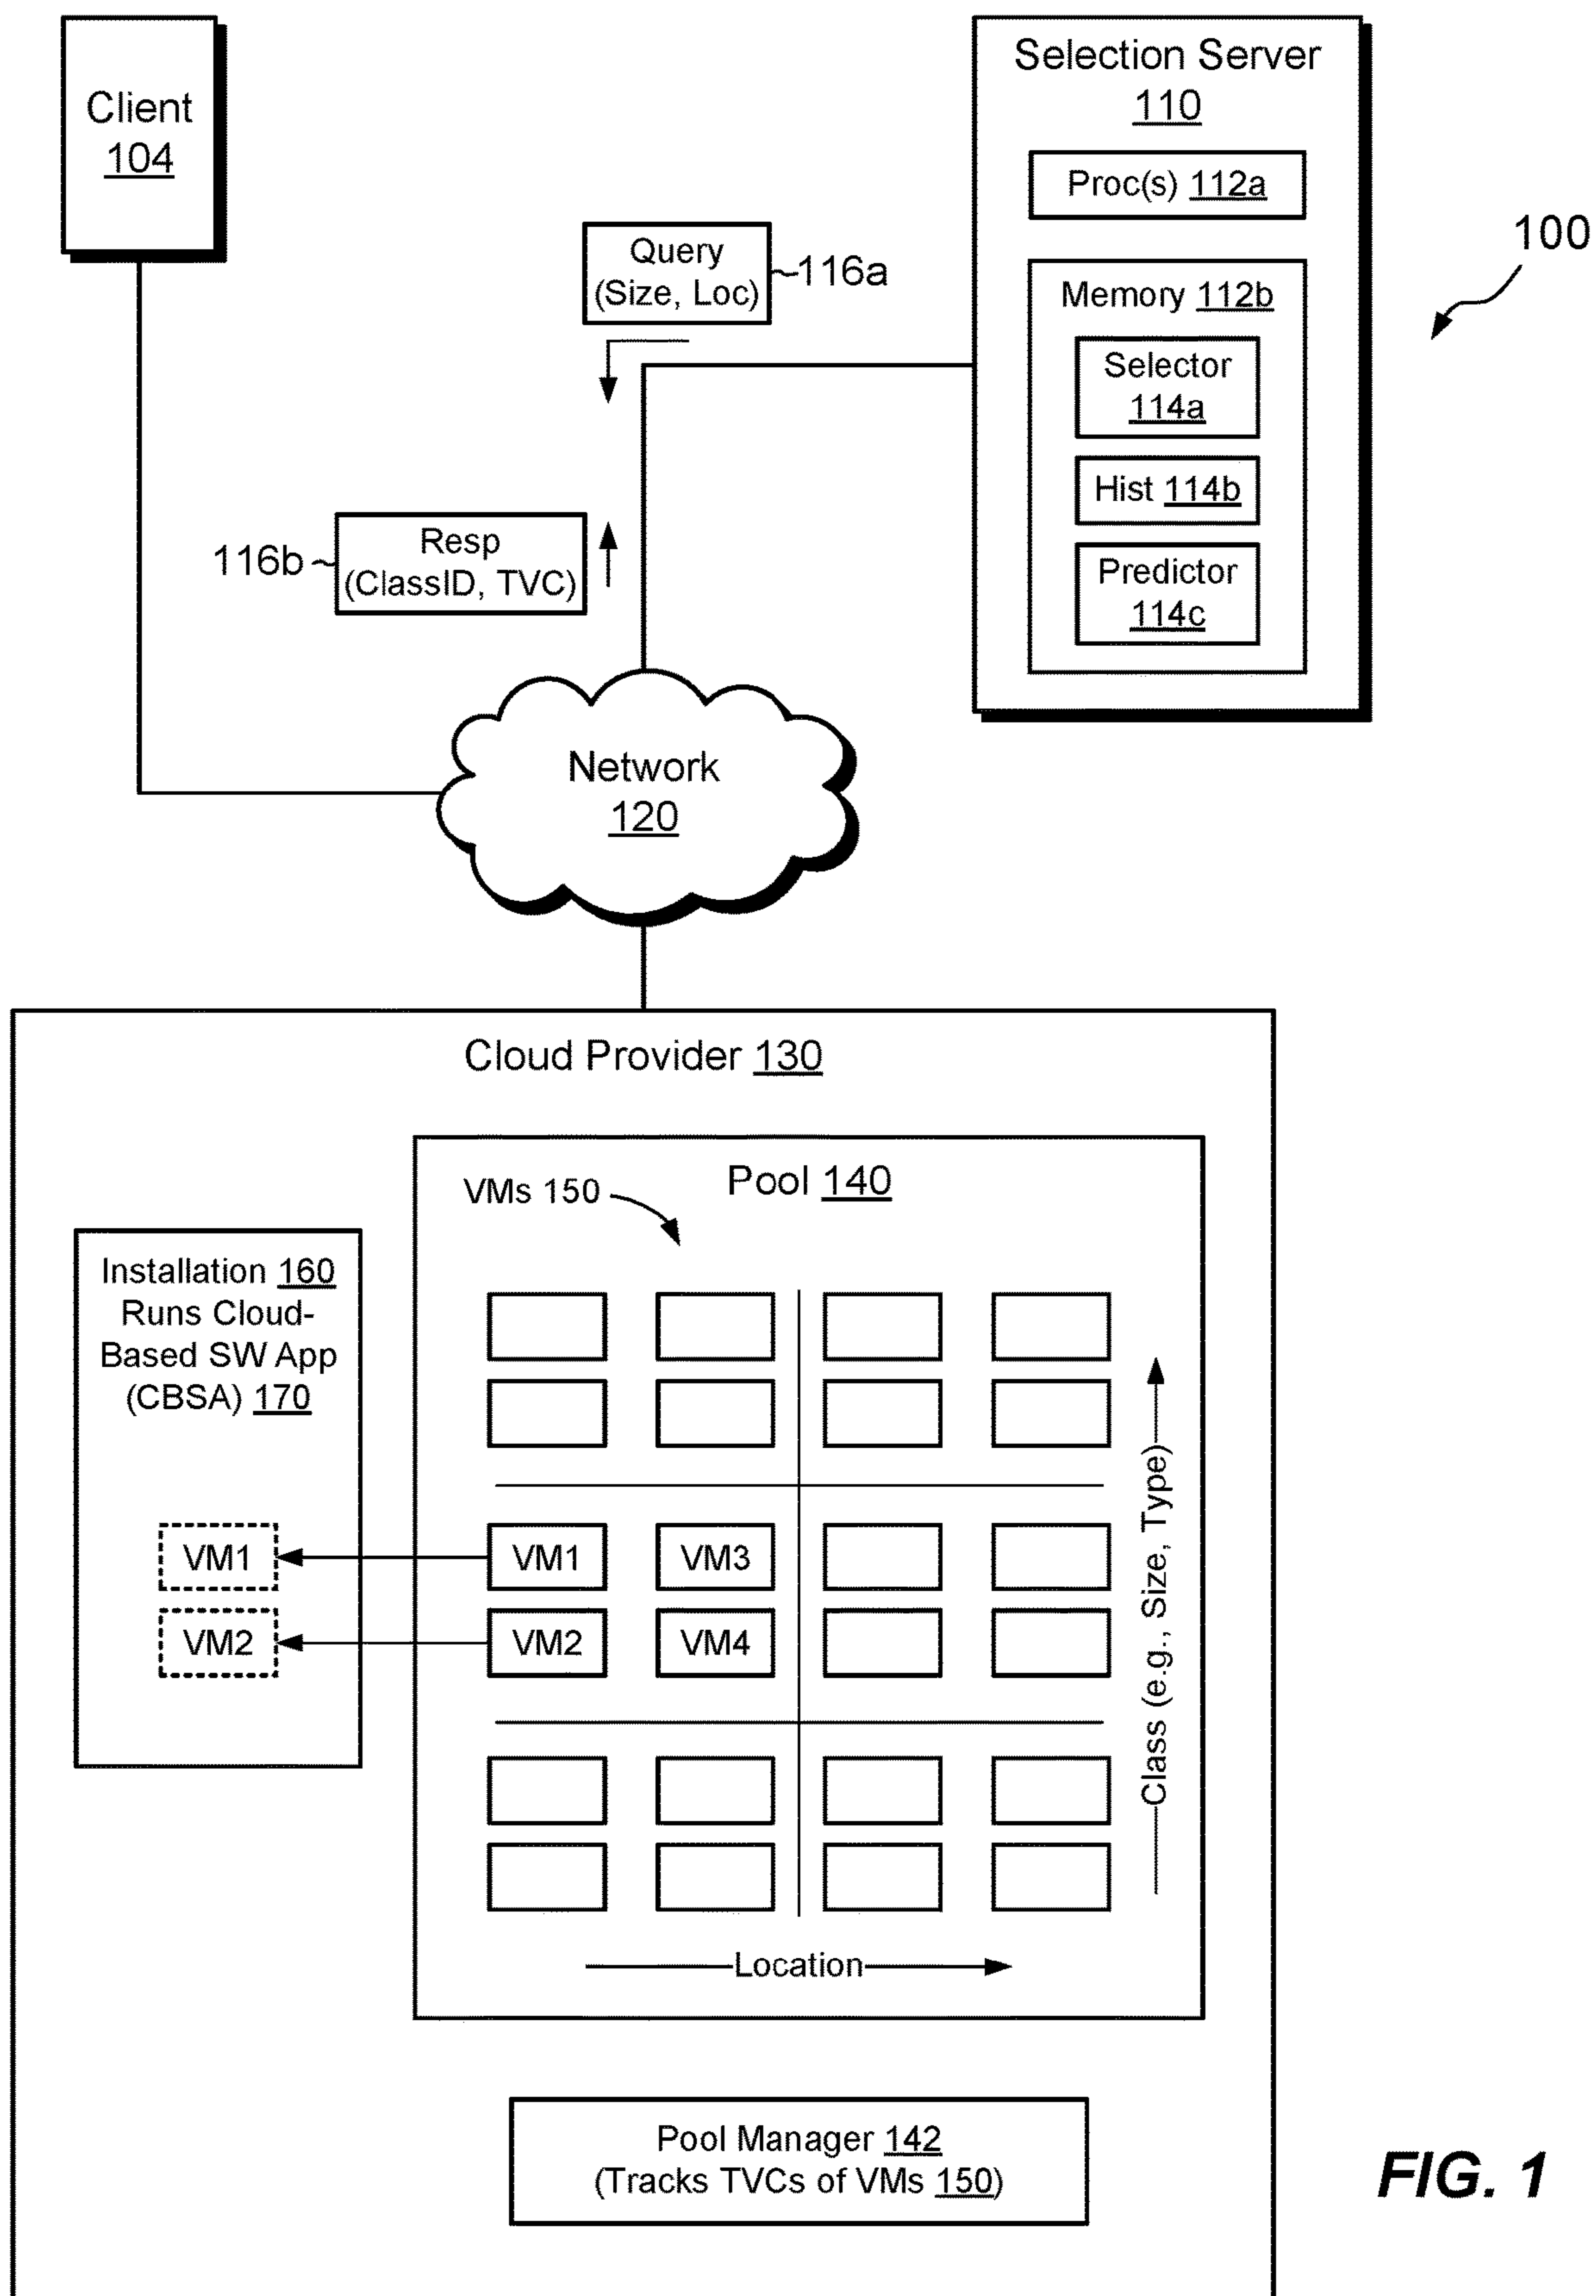 Client
104
Selection Server
110
Proc(s) 112a
Memory 112b
Selector
114a
Hist 114b
Predictor
114c
100
Query
(Size, Loc)
116a
Resp
(ClassID, TVC)
116b
Network
120
Cloud Provider 130
Pool 140
VMs 150
Installation 160
Runs Cloud-
Based SW App
(CBSA) 170
VM1
VM2
VM1
VM3
VM2
VM4
Class (e.g., Size, Type)
Location
Pool Manager 142
(Tracks TVCs of VMs 150)
FIG. 1